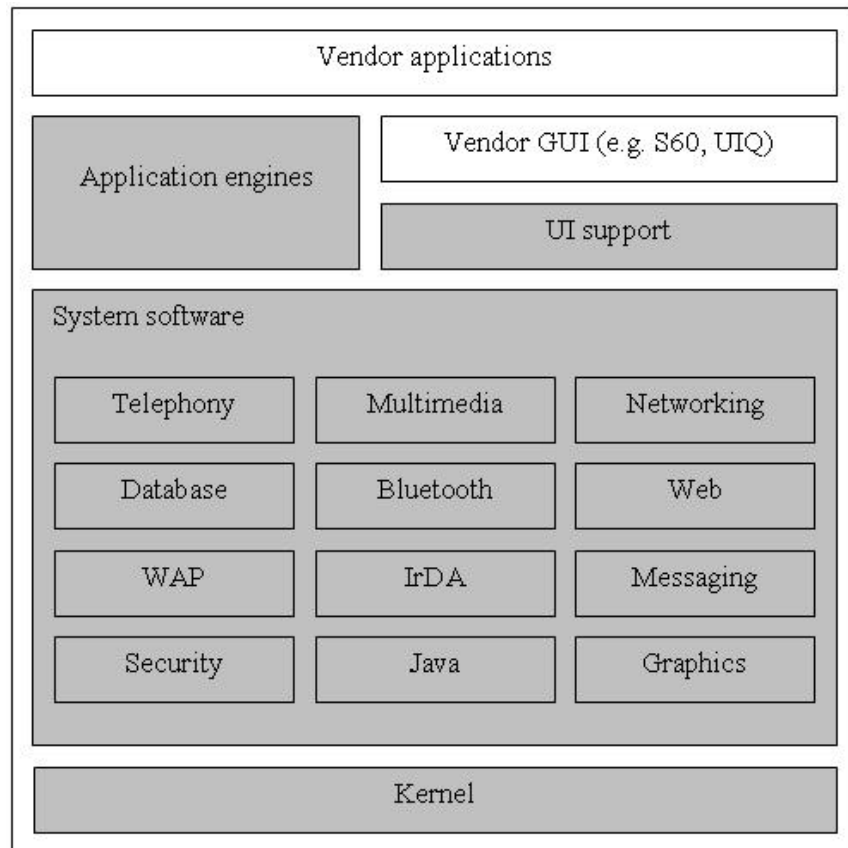 Vendor applications
Application engines
Vendor GUI (e.g. S60, UIQ)
UI support
System software
Telephony
Multimedia
Networking
Database
Bluetooth
Web
WAP
IrDA
Messaging
Security
Java
Graphics
Kernel